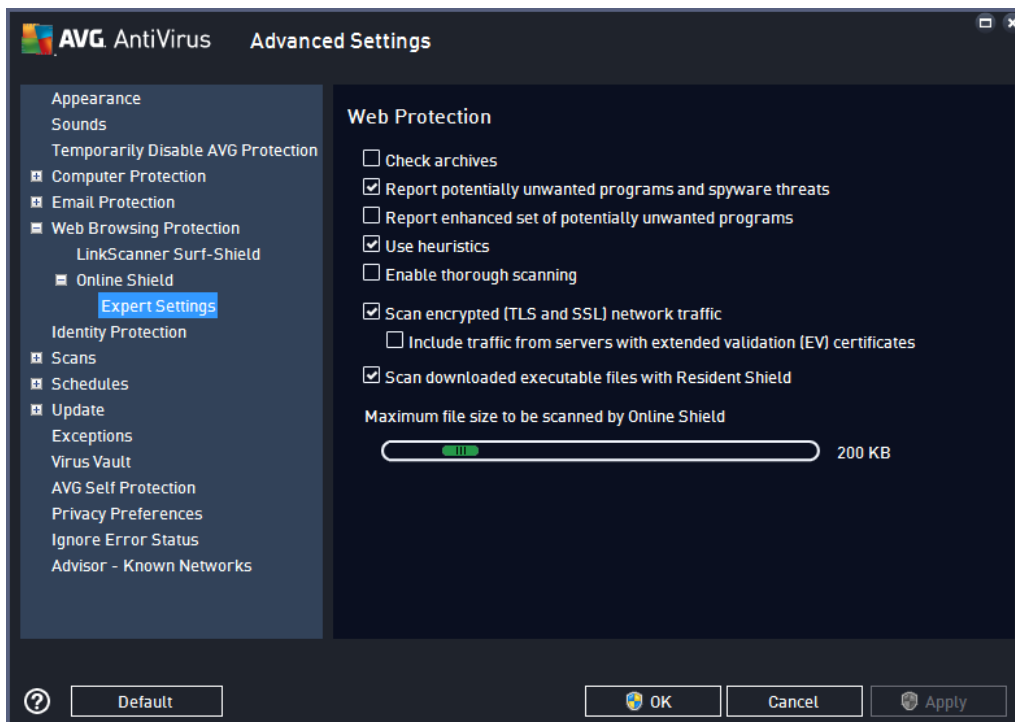 AVG AntiVirus Advanced Settings
Appearance
Sounds
Temporarily Disable AVG Protection
Computer Protection
Email Protection
Web Browsing Protection
LinkScanner Surf-Shield
Online Shield
Expert Settings
Identity Protection
Scans
Schedules
Update
Exceptions
Virus Vault
AVG Self Protection
Privacy Preferences
Ignore Error Status
Advisor - Known Networks
Web Protection
Check archives
Report potentially unwanted programs and spyware threats
Report enhanced set of potentially unwanted programs
Use heuristics
Enable thorough scanning
Scan encrypted (TLS and SSL) network traffic
Include traffic from servers with extended validation (EV) certificates
Scan downloaded executable files with Resident Shield
Maximum file size to be scanned by Online Shield
200 KB
? Default OK Cancel Apply